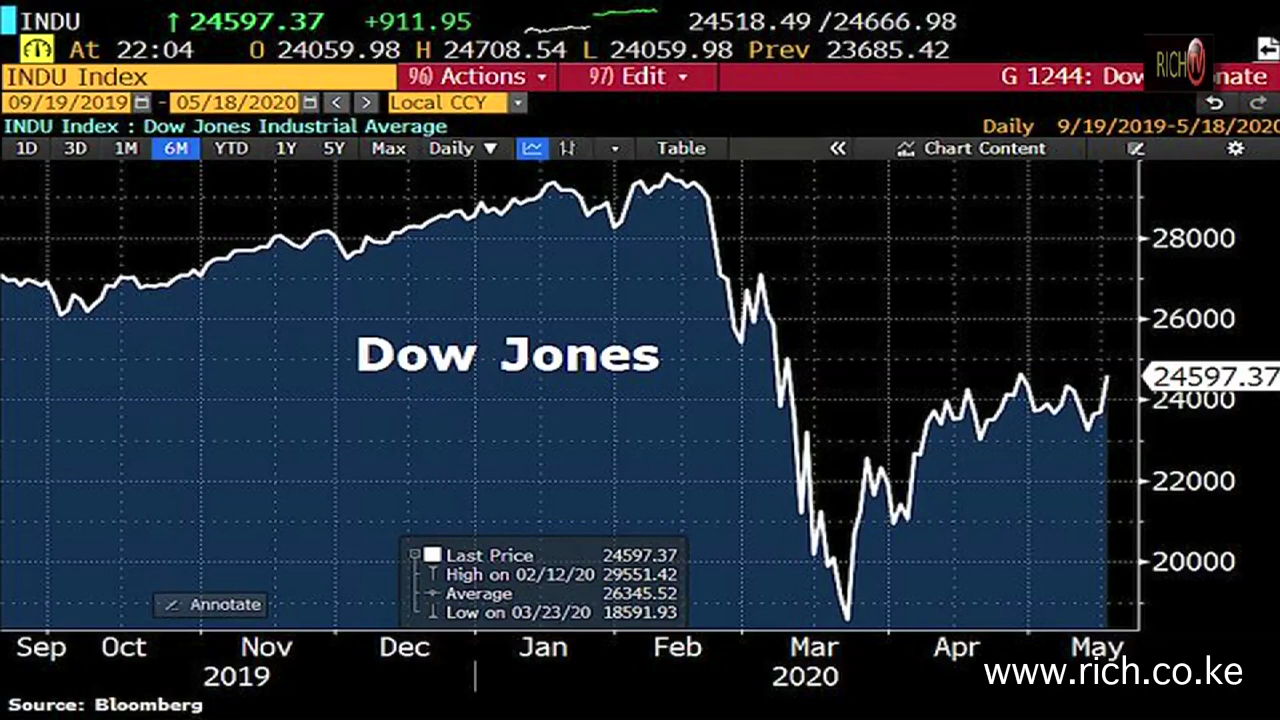 INDU ↑ 24597.37 +911.95 24518.49 /24666.98
At 22:04 O 24059.98 H 24708.54 L 24059.98 Prev 23685.42
INDU Index 96) Actions 97) Edit G 1244: Dow nate
RICH TV
09/19/2019 - 05/18/2020 < > Local CCY
INDU Index : Dow Jones Industrial Average Daily 9/19/2019-5/18/2020
1D 3D 1M 6M YTD 1Y 5Y Max Daily ▼ Table « Chart Content
28000
26000
Dow Jones
24597.37
24000
22000
20000
Last Price 24597.37
High on 02/12/20 29551.42
Average 26345.52
Low on 03/23/20 18591.93
Annotate
Sep Oct Nov Dec Jan Feb Mar Apr May
2019 2020
www.rich.co.ke
Source: Bloomberg